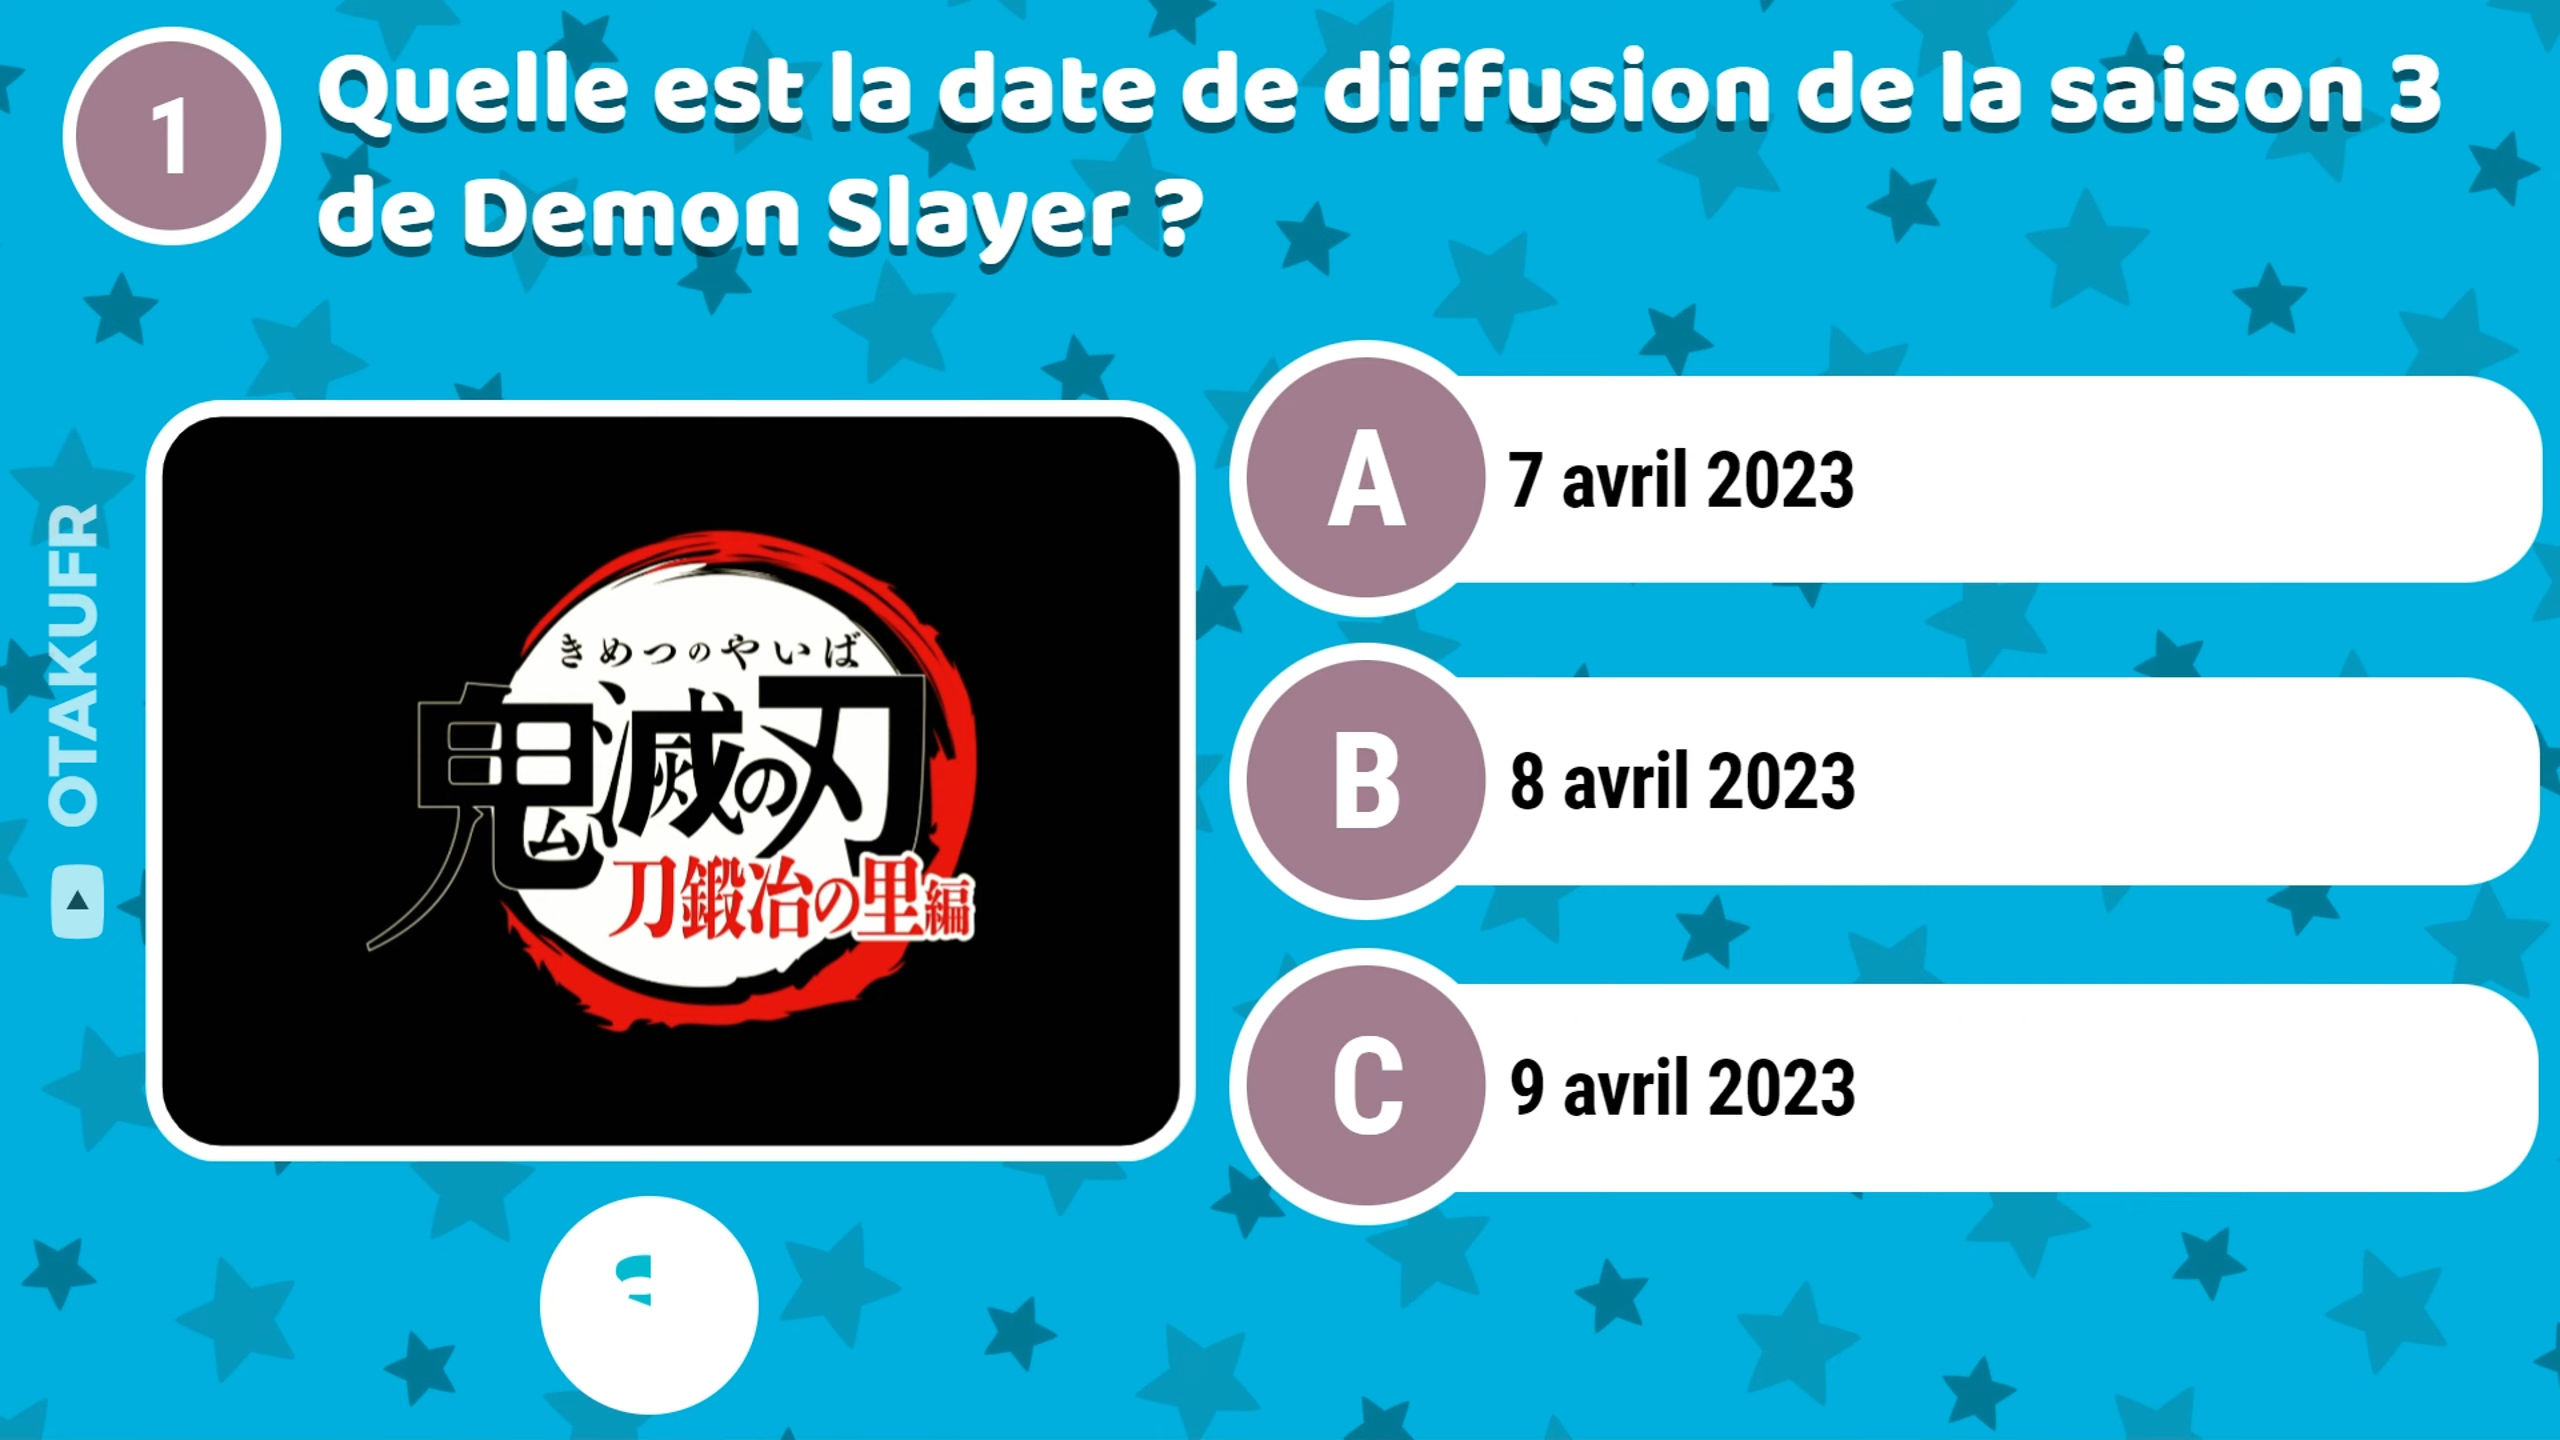 1
Quelle est la date de diffusion de la saison 3
de Demon Slayer ?
OTAKUFR
きめつのやいば
鬼滅の刃
刀鍛冶の里編
A
7 avril 2023
B
8 avril 2023
C
9 avril 2023